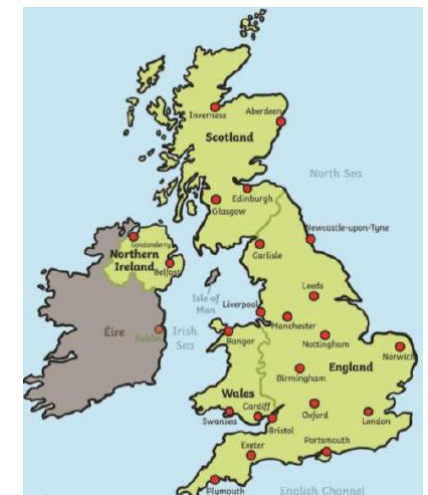 Inverness
Aberdeen
Scotland
North Sea
Edinburgh
Glasgow
Newcastle-upon-Tyne
Londonderry
Northern
Ireland
Belfast
Carlisle
Isle of
Man
Leeds
Liverpool
Manchester
Éire
Dublin
Irish
Sea
Bangor
Nottingham
Norwich
Birmingham
England
Wales
Swansea
Cardiff
Bristol
Oxford
London
Exeter
Portsmouth
Plymouth
English Channel